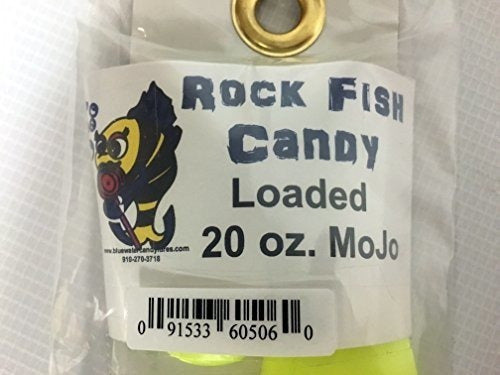 Rock Fish
Candy
Loaded
20 oz. MoJo
www.bluewatercandylures.com
910-270-3718
0 91533 60506 0